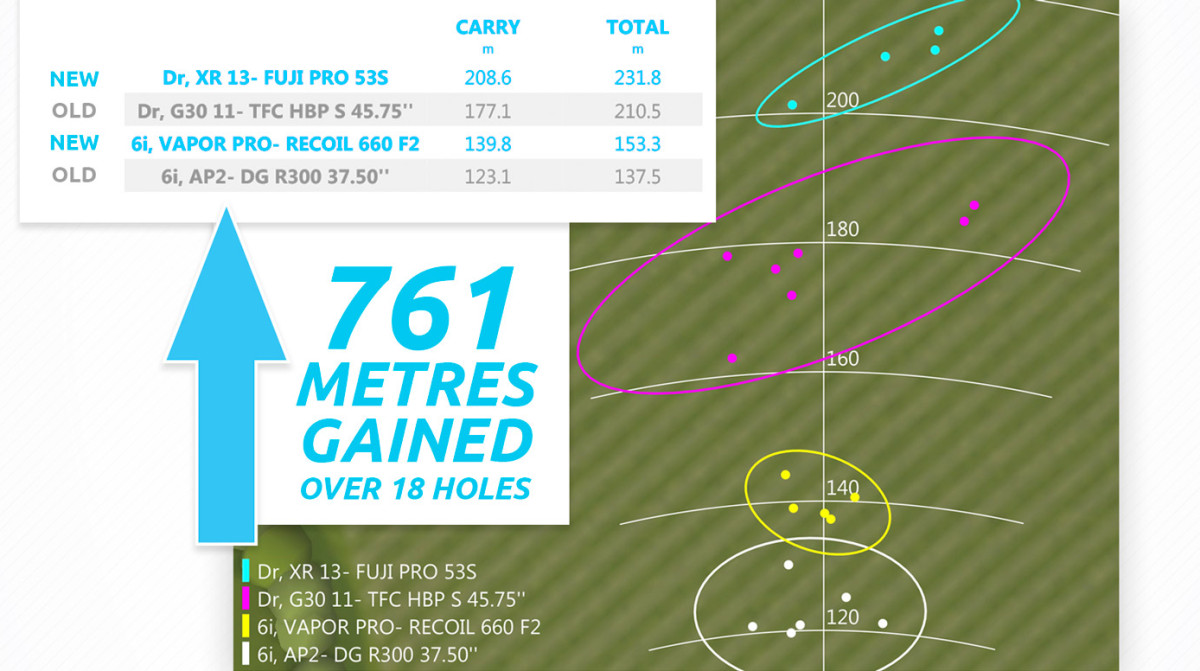 CARRY TOTAL
m m
NEW Dr, XR 13- FUJI PRO 53S 208.6 231.8
OLD Dr, G30 11- TFC HBP S 45.75'' 177.1 210.5
NEW 6i, VAPOR PRO- RECOIL 660 F2 139.8 153.3
OLD 6i, AP2- DG R300 37.50'' 123.1 137.5
761
METRES
GAINED
OVER 18 HOLES
200
180
160
140
120
Dr, XR 13- FUJI PRO 53S
Dr, G30 11- TFC HBP S 45.75''
6i, VAPOR PRO- RECOIL 660 F2
6i, AP2- DG R300 37.50''